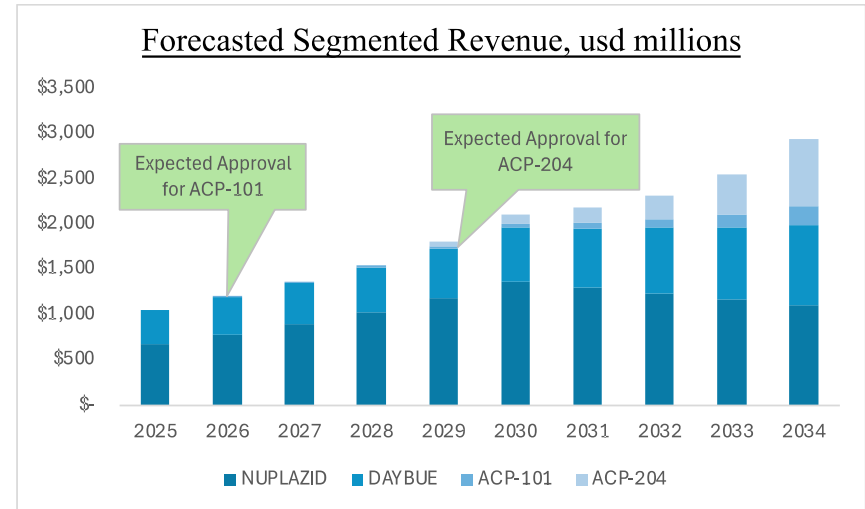 Forecasted Segmented Revenue, usd millions
$3,500
$3,000
$2,500
$2,000
$1,500
$1,000
$500
$-
Expected Approval
for ACP-101
Expected Approval for
ACP-204
2025 2026 2027 2028 2029 2030 2031 2032 2033 2034
NUPLAZID DAYBUE ACP-101 ACP-204